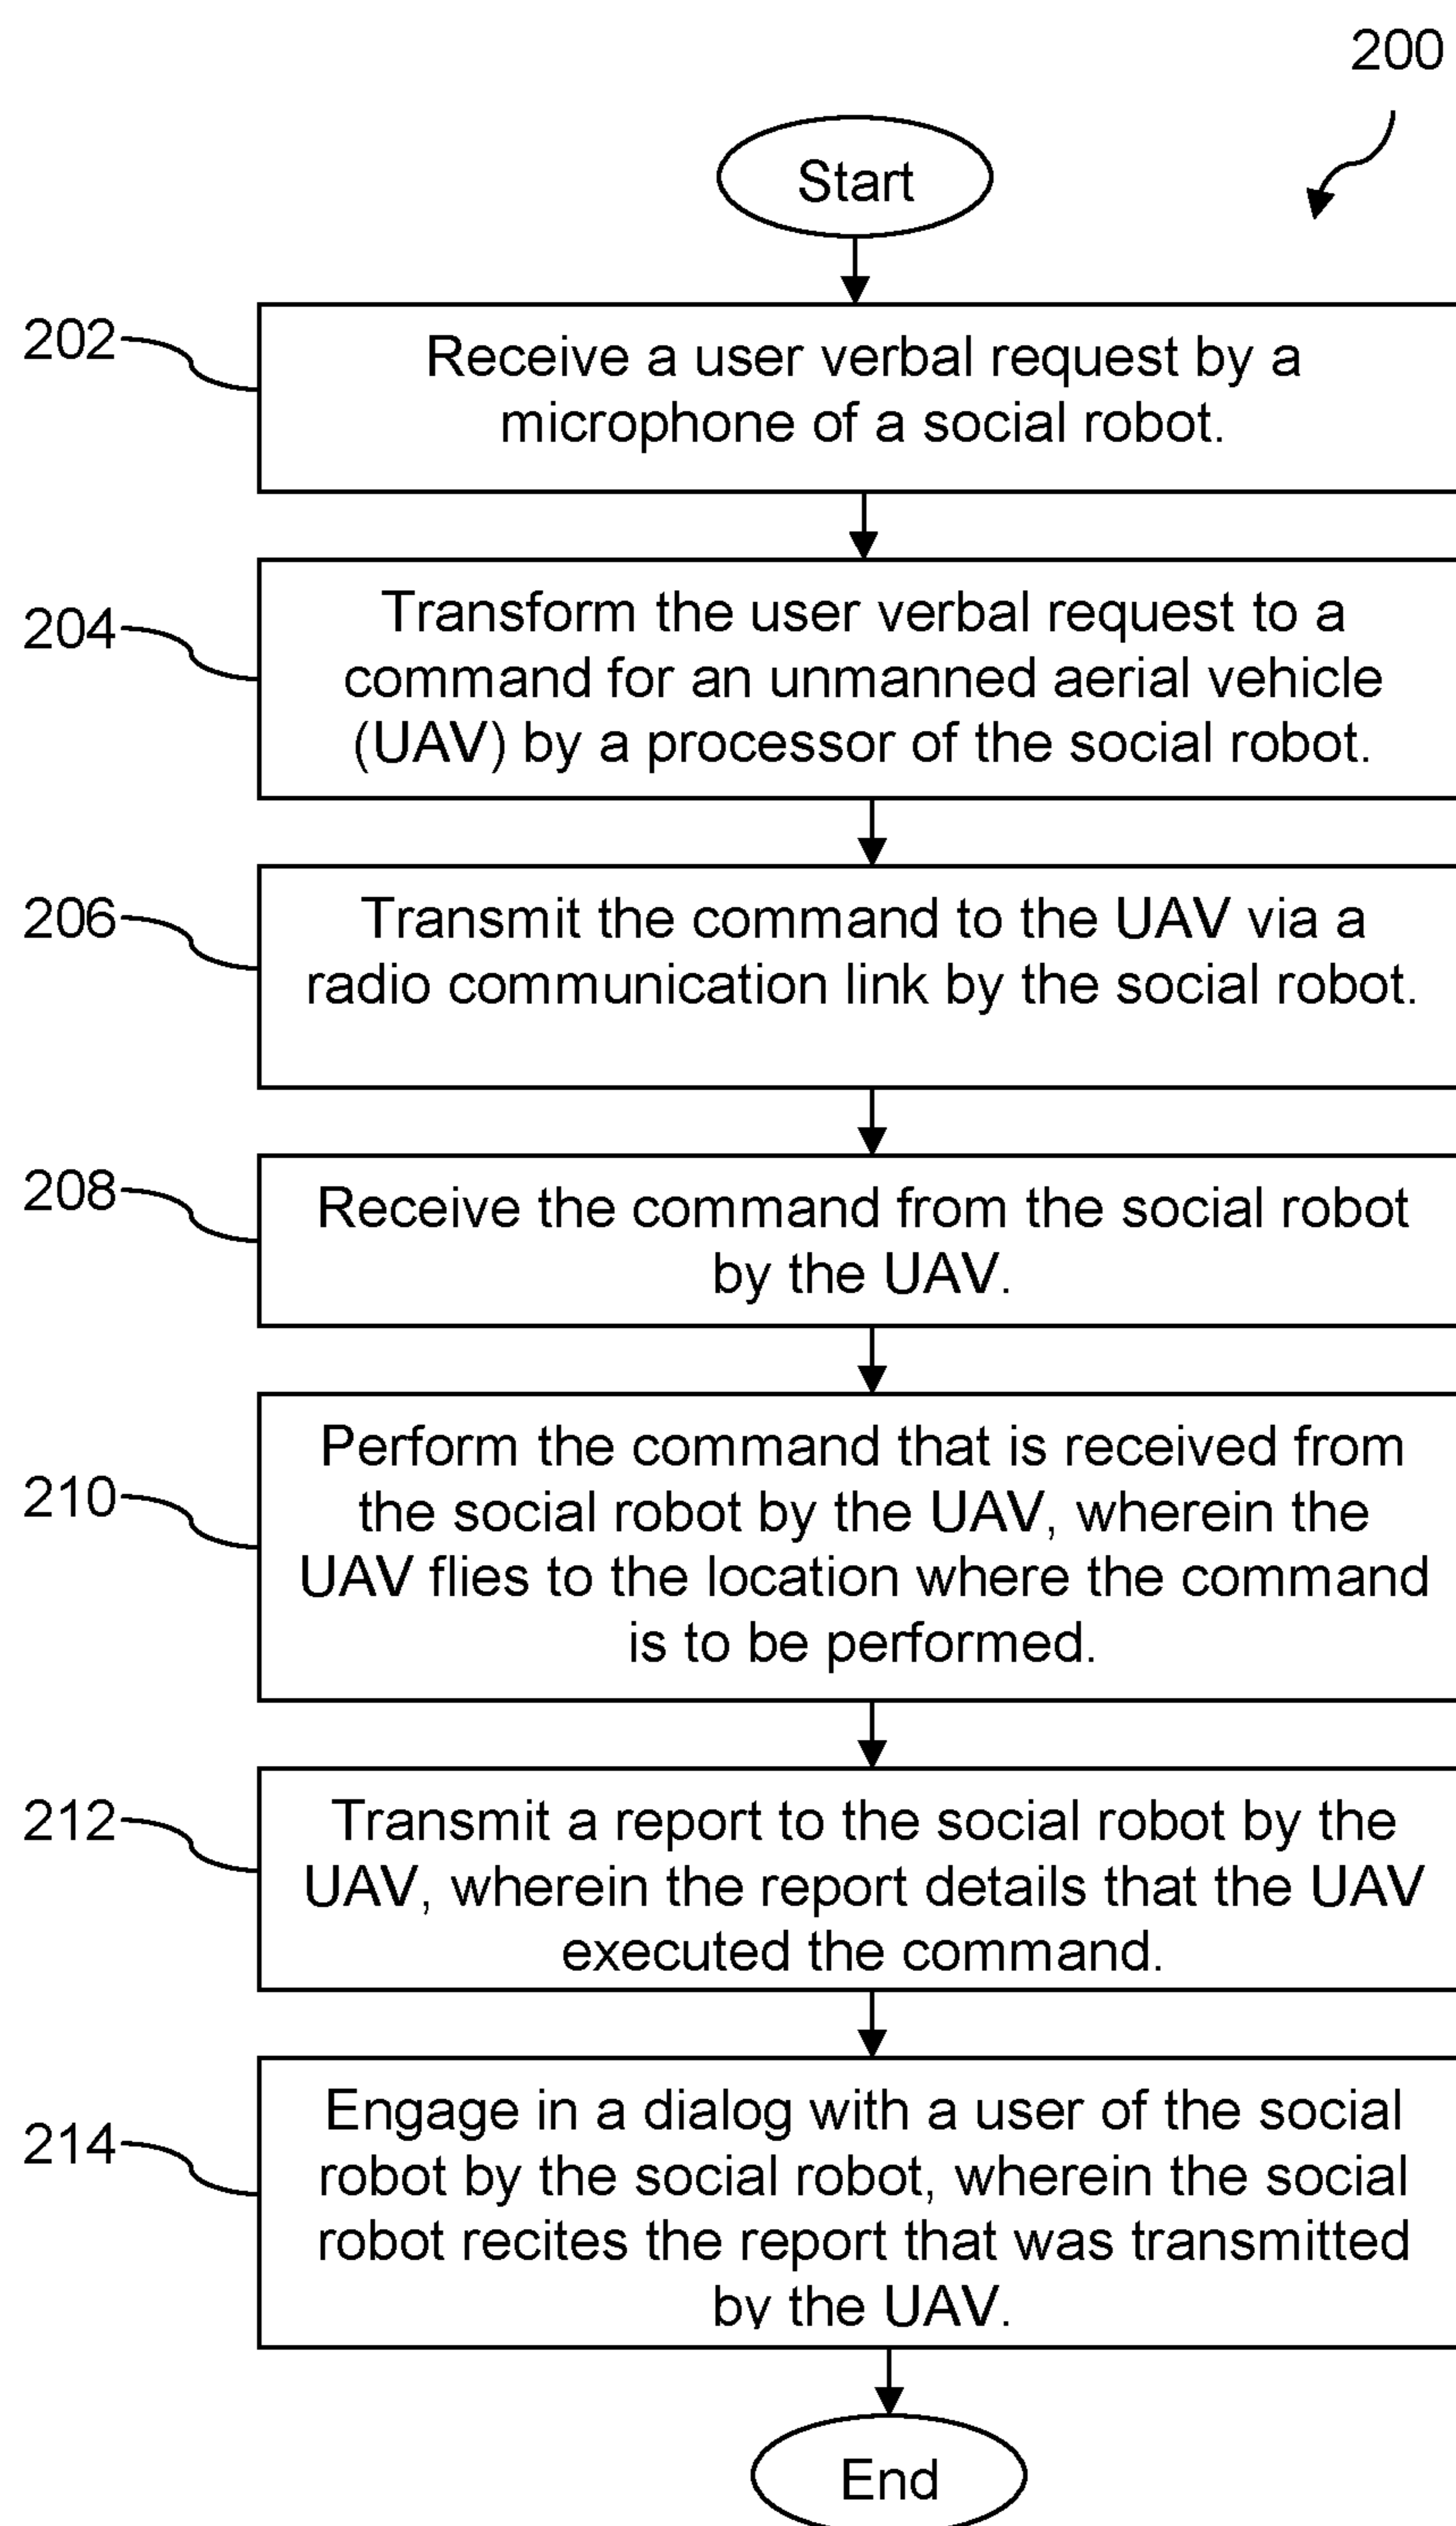 200
Start
202
Receive a user verbal request by a
microphone of a social robot.
204
Transform the user verbal request to a
command for an unmanned aerial vehicle
(UAV) by a processor of the social robot.
206
Transmit the command to the UAV via a
radio communication link by the social robot.
208
Receive the command from the social robot
by the UAV.
210
Perform the command that is received from
the social robot by the UAV, wherein the
UAV flies to the location where the command
is to be performed.
212
Transmit a report to the social robot by the
UAV, wherein the report details that the UAV
executed the command.
214
Engage in a dialog with a user of the social
robot by the social robot, wherein the social
robot recites the report that was transmitted
by the UAV.
End